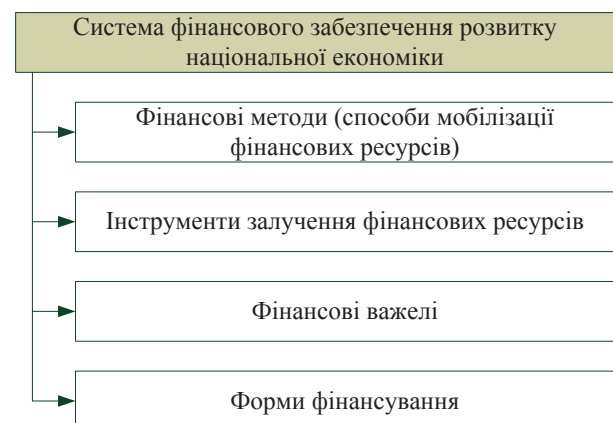 Система фінансового забезпечення розвитку
національної економіки
Фінансові методи (способи мобілізації
фінансових ресурсів)
Інструменти залучення фінансових ресурсів
Фінансові важелі
Форми фінансування